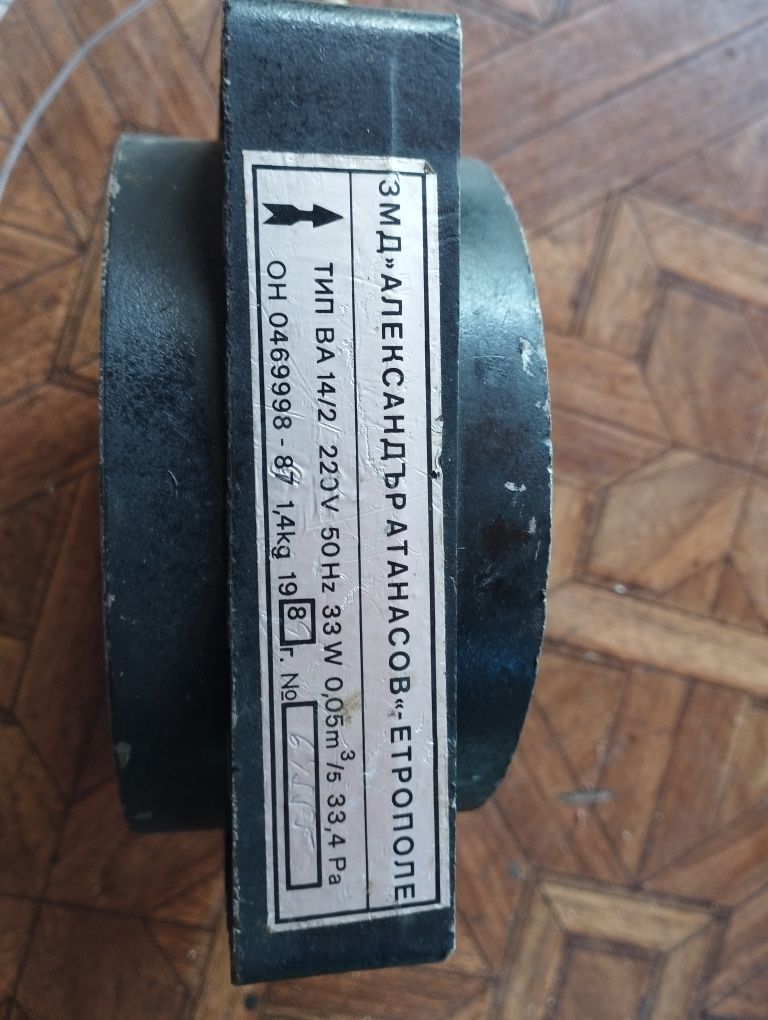 ЗМД„АЛЕКСАНДЪР АТАНАСОВ“-ЕТРОПОЛЕ
ТИП ВА 14/2 220V 50Hz 33W 0,05m³/s 33,4 Pa
ОН 0469998-87 1,4kg 198 г. №